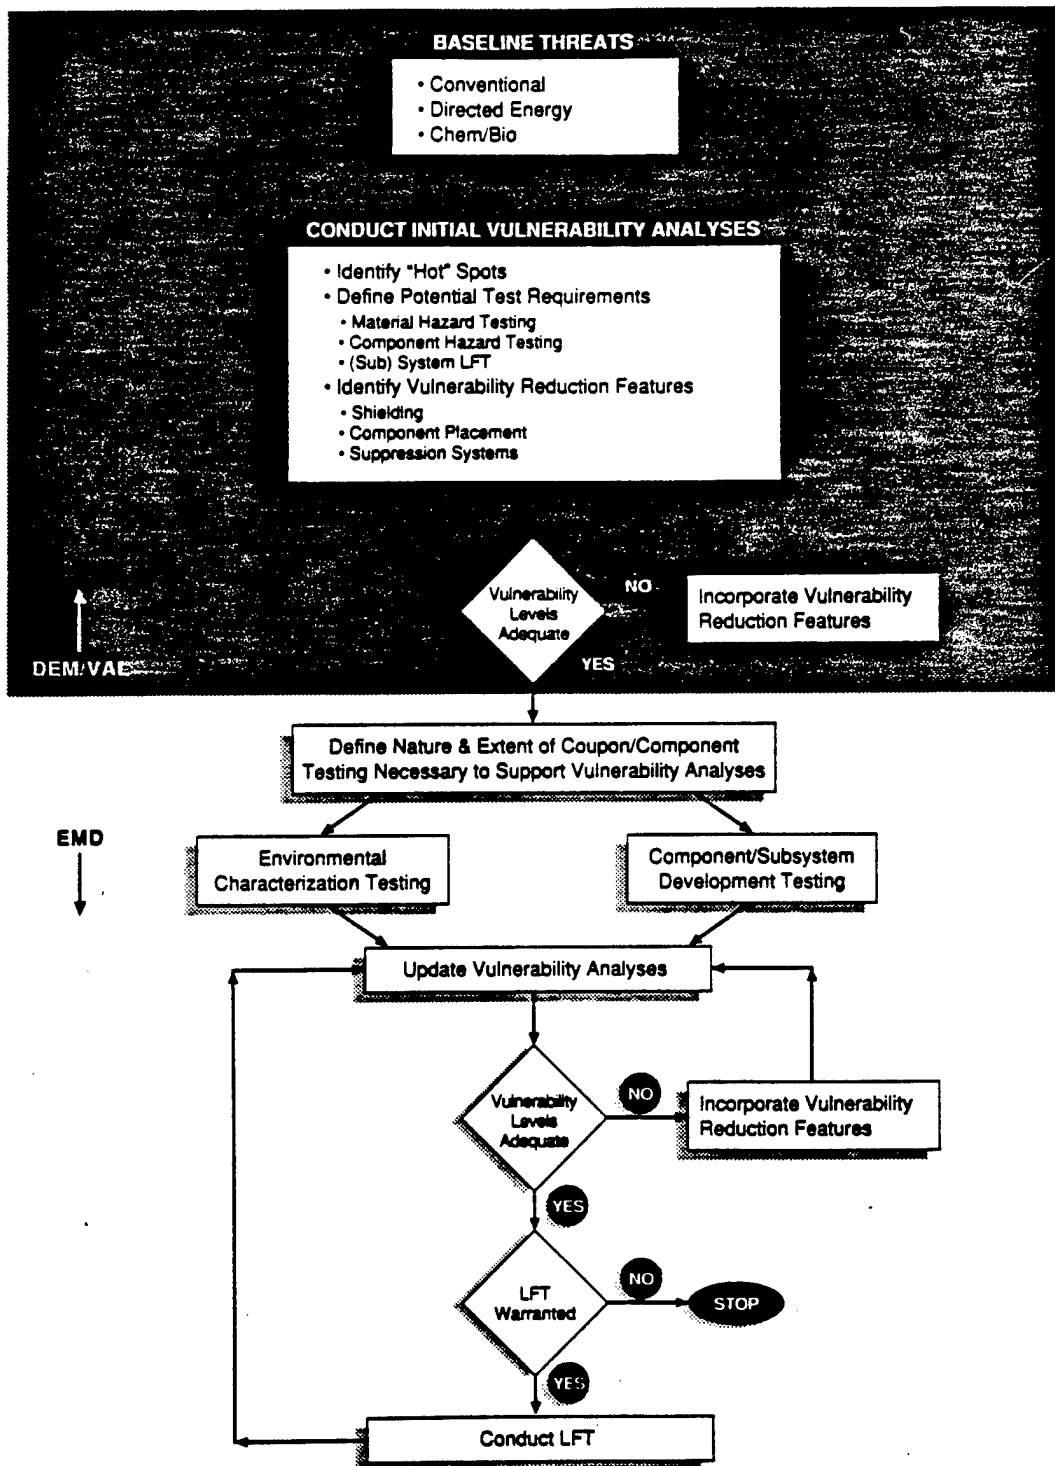 BASELINE THREATS
• Conventional
• Directed Energy
• Chem/Bio
CONDUCT INITIAL VULNERABILITY ANALYSES
• Identify "Hot" Spots
• Define Potential Test Requirements
• Material Hazard Testing
• Component Hazard Testing
• (Sub) System LFT
• Identify Vulnerability Reduction Features
• Shielding
• Component Placement
• Suppression Systems
Vulnerability
Levels
Adequate
NO
Incorporate Vulnerability
Reduction Features
YES
DEM/VAL
Define Nature & Extent of Coupon/Component
Testing Necessary to Support Vulnerability Analyses
EMD
Environmental
Characterization Testing
Component/Subsystem
Development Testing
Update Vulnerability Analyses
Vulnerability
Levels
Adequate
NO
Incorporate Vulnerability
Reduction Features
YES
LFT
Warranted
NO
STOP
YES
Conduct LFT